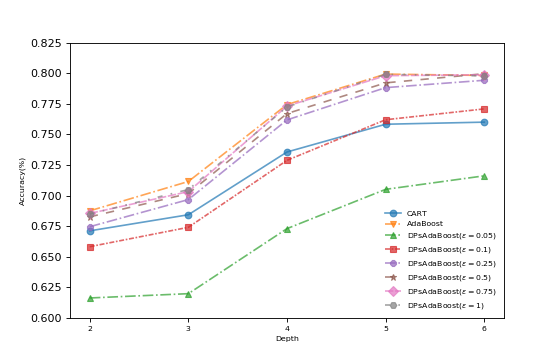 0.825
0.800
0.775
0.750
0.725
0.700
0.675
0.650
0.625
0.600
Accuracy(%)
2 3 4 5 6
Depth
CART
AdaBoost
DPsAdaBoost(ε = 0.05)
DPsAdaBoost(ε = 0.1)
DPsAdaBoost(ε = 0.25)
DPsAdaBoost(ε = 0.5)
DPsAdaBoost(ε = 0.75)
DPsAdaBoost(ε = 1)